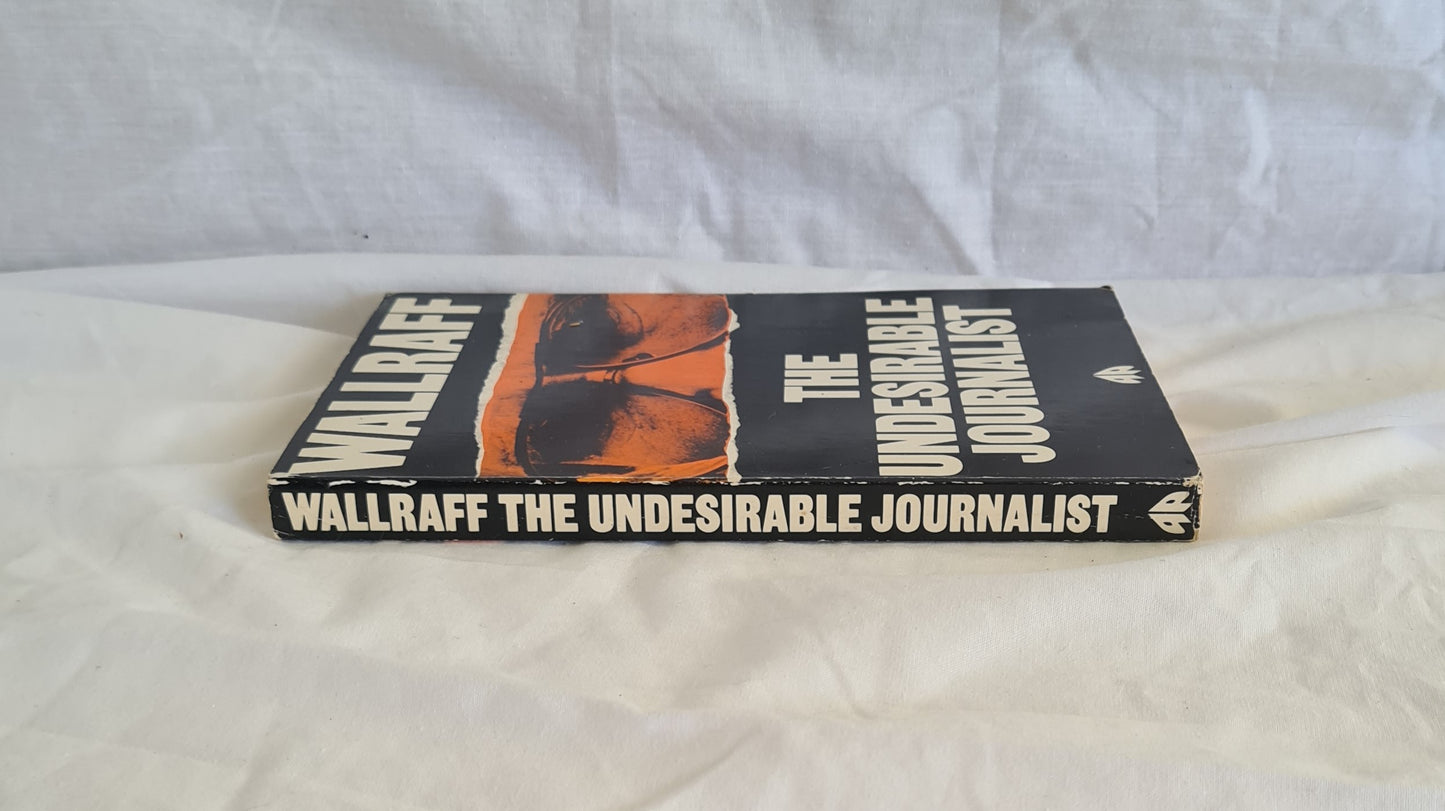 WALLRAFF
THE
UNDESIRABLE
JOURNALIST
WALLRAFF THE UNDESIRABLE JOURNALIST